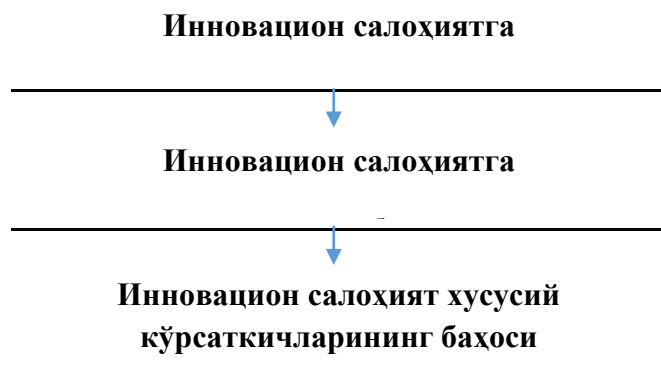 Инновацион салоҳиятга
Инновацион салоҳиятга
Инновацион салоҳият хусусий
кўрсаткичларининг баҳоси